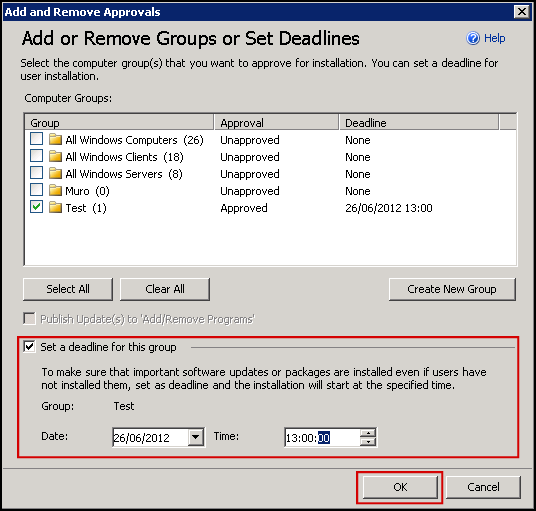 Add and Remove Approvals
Add or Remove Groups or Set Deadlines
Help
Select the computer group(s) that you want to approve for installation. You can set a deadline for
user installation.
Computer Groups:
Group Approval Deadline
All Windows Computers (26) Unapproved None
All Windows Clients (18) Unapproved None
All Windows Servers (8) Unapproved None
Muro (0) Unapproved None
Test (1) Approved 26/06/2012 13:00
Select All Clear All Create New Group
Publish Update(s) to 'Add/Remove Programs'
Set a deadline for this group
To make sure that important software updates or packages are installed even if users have
not installed them, set as deadline and the installation will start at the specified time.
Group: Test
Date: 26/06/2012 Time: 13:00:00
OK Cancel